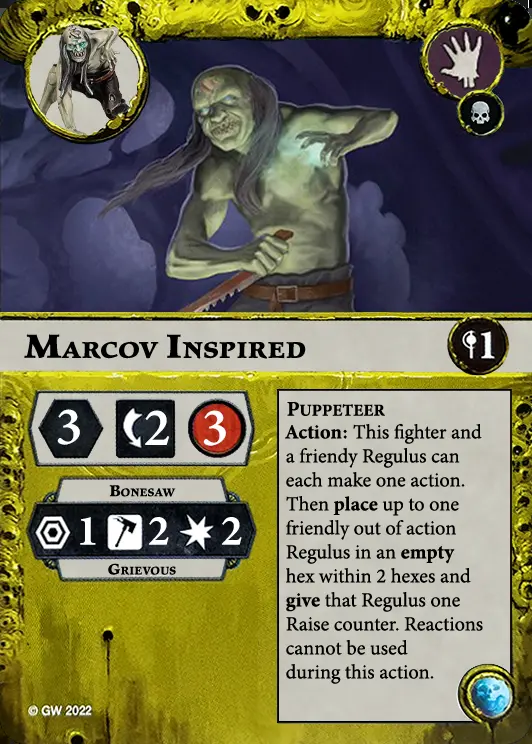 Marcov Inspired
1
3 2 3
Bonesaw
1 2 2
Grievous
Puppeteer
Action: This fighter and
a friendly Regulus can
each make one action.
Then place up to one
friendly out of action
Regulus in an empty
hex within 2 hexes and
give that Regulus one
Raise counter. Reactions
cannot be used
during this action.
© GW 2022